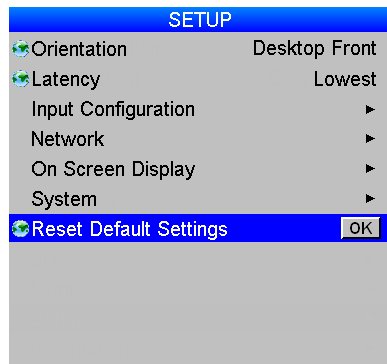 SETUP
Orientation Desktop Front
Latency Lowest
Input Configuration
Network
On Screen Display
System
Reset Default Settings OK